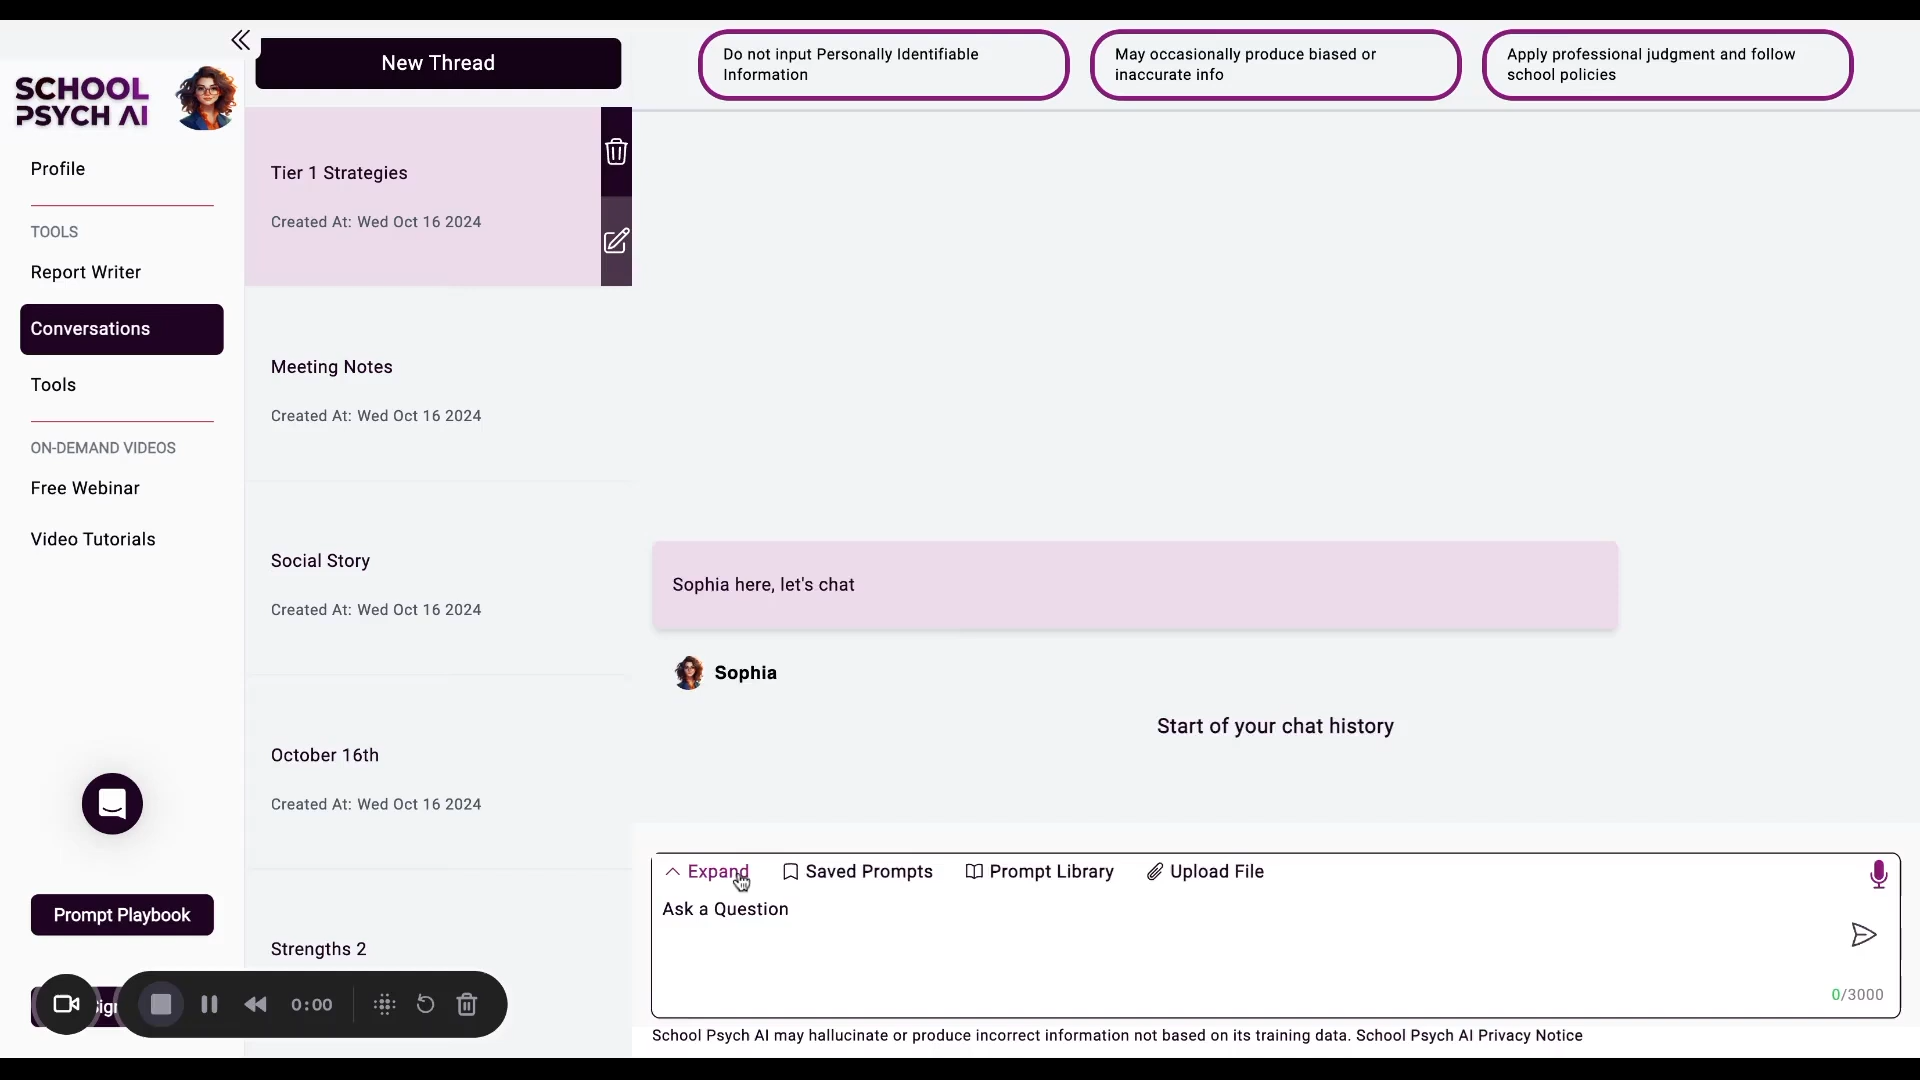 SCHOOL
PSYCH AI
Profile
TOOLS
Report Writer
Conversations
Tools
ON-DEMAND VIDEOS
Free Webinar
Video Tutorials
Prompt Playbook
Sign
0:00
New Thread
Tier 1 Strategies
Created At: Wed Oct 16 2024
Meeting Notes
Created At: Wed Oct 16 2024
Social Story
Created At: Wed Oct 16 2024
October 16th
Created At: Wed Oct 16 2024
Strengths 2
Do not input Personally Identifiable
Information
May occasionally produce biased or
inaccurate info
Apply professional judgment and follow
school policies
Sophia here, let's chat
Sophia
Start of your chat history
Expand Saved Prompts Prompt Library Upload File
Ask a Question
0/3000
School Psych AI may hallucinate or produce incorrect information not based on its training data. School Psych AI Privacy Notice